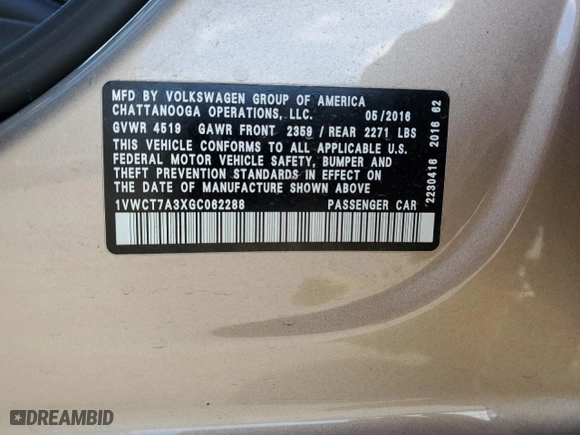 MFD BY VOLKSWAGEN GROUP OF AMERICA
CHATTANOOGA OPERATIONS, LLC. 05/2016
GVWR 4519 GAWR FRONT 2359 / REAR 2271 LBS
THIS VEHICLE CONFORMS TO ALL APPLICABLE U.S.
FEDERAL MOTOR VEHICLE SAFETY, BUMPER AND
THEFT PREVENTION STANDARDS IN EFFECT ON
THE DATE OF MANUFACTURE SHOWN ABOVE
1VWCT7A3XGC062288 PASSENGER CAR
2230416 2016 62
DREAMBID